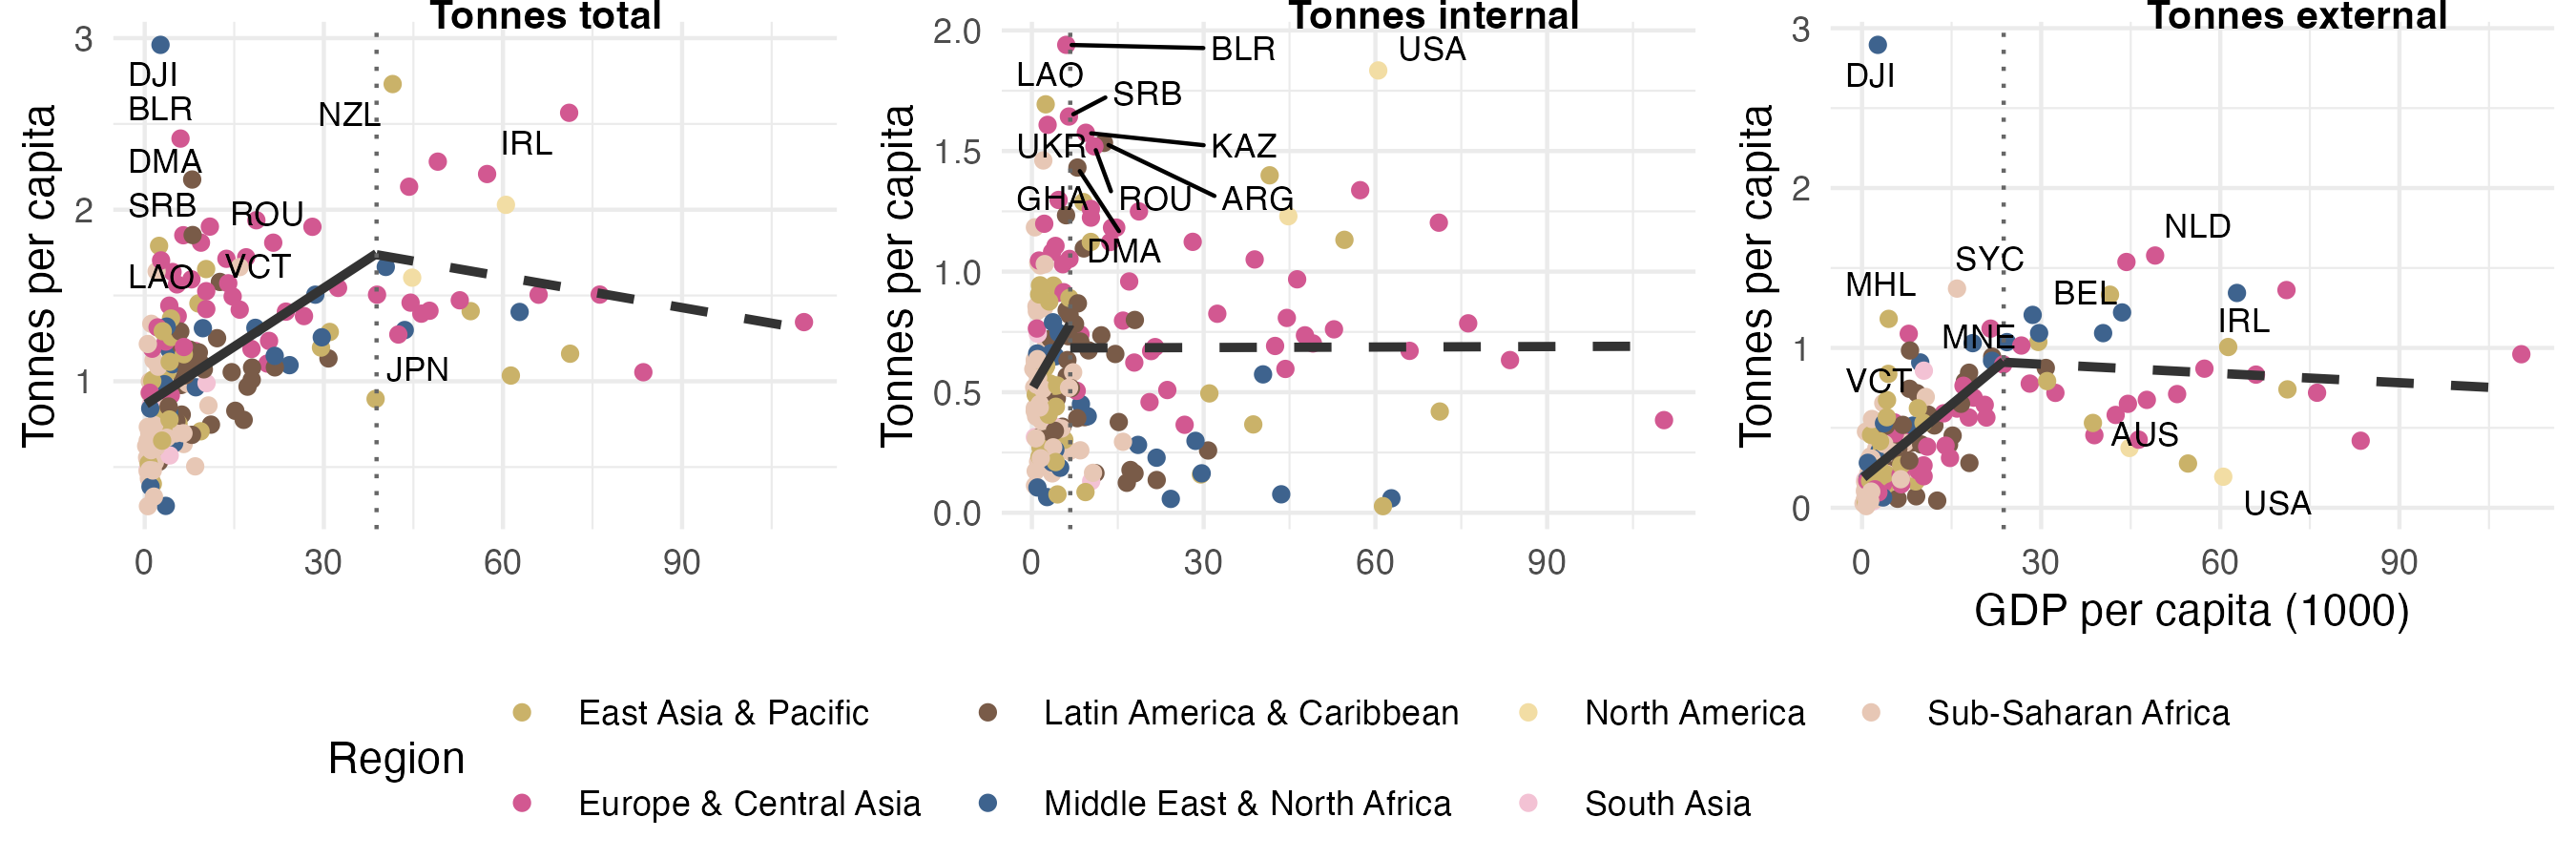 Tonnes total
Tonnes per capita
3
2
1
0
30
60
90
DJI
BLR
DMA
SRB
LAO
ROU
VCT
NZL
IRL
JPN
Tonnes internal
Tonnes per capita
2.0
1.5
1.0
0.5
0.0
0
30
60
90
BLR
USA
LAO
SRB
UKR
KAZ
GHA
ROU
ARG
DMA
Tonnes external
Tonnes per capita
3
2
1
0
0
30
60
90
DJI
NLD
SYC
MHL
BEL
IRL
MNE
VCT
AUS
USA
GDP per capita (1000)
Region
East Asia & Pacific
Latin America & Caribbean
North America
Sub-Saharan Africa
Europe & Central Asia
Middle East & North Africa
South Asia